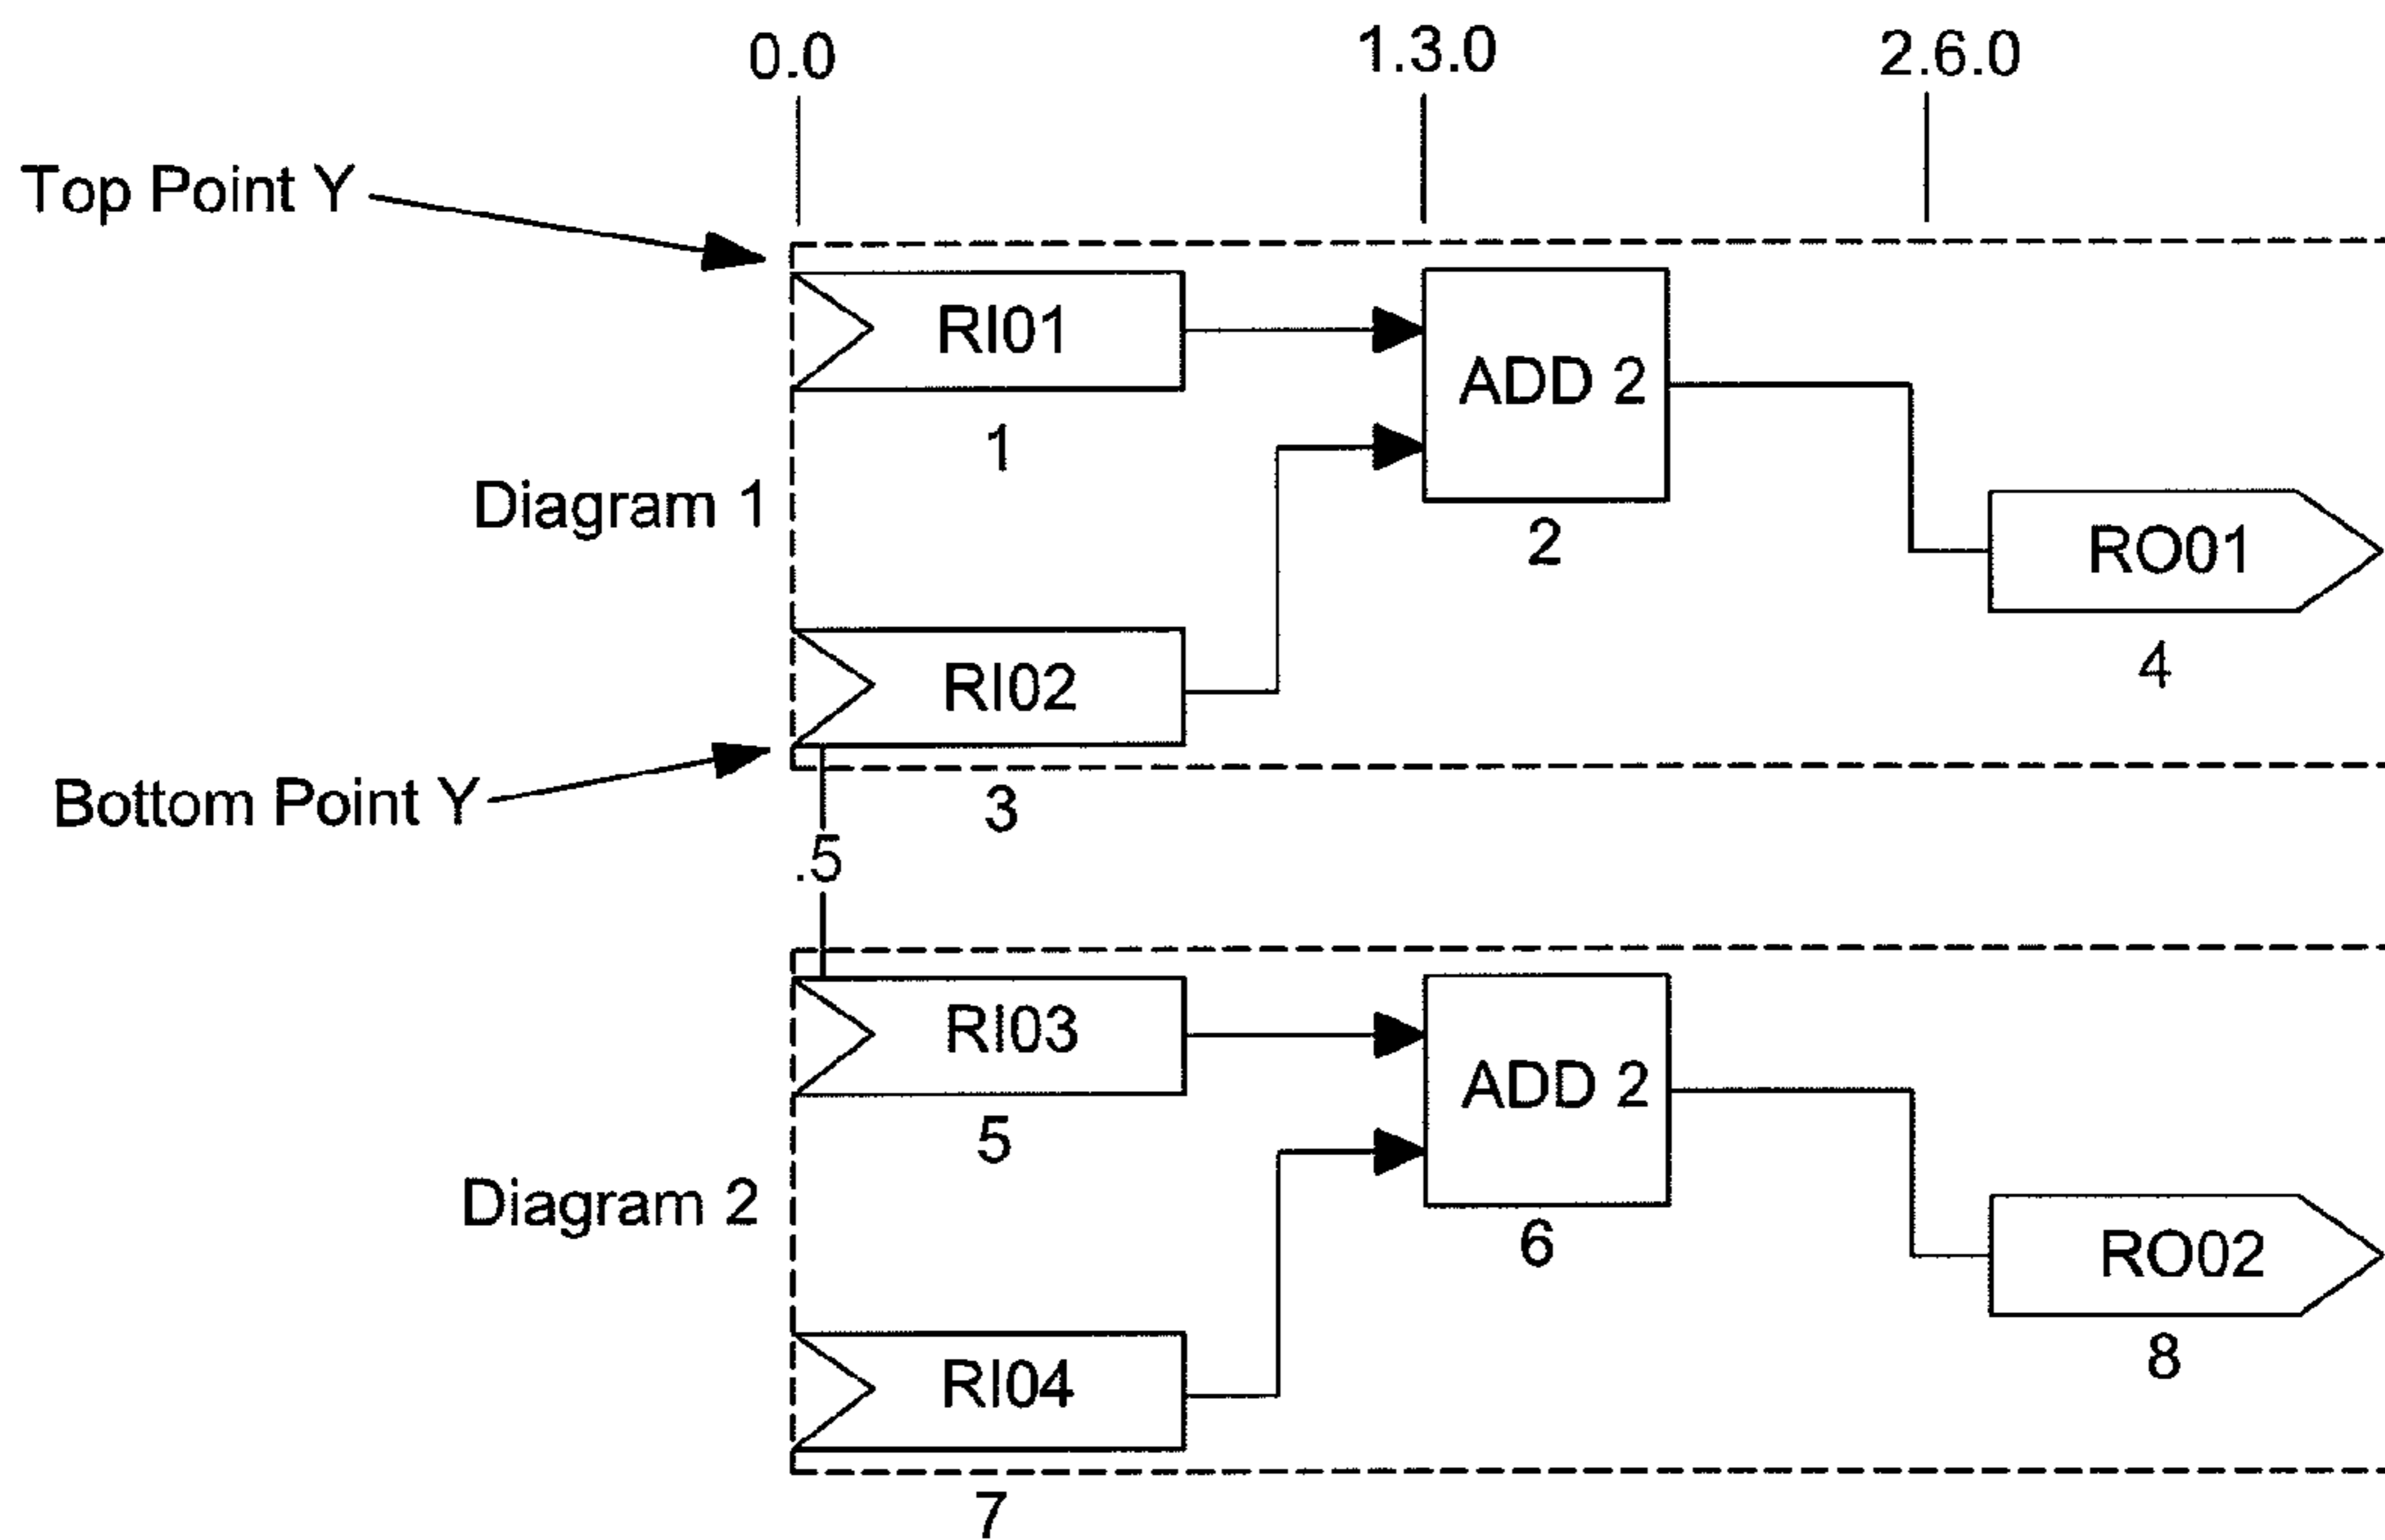 0.0 1.3.0 2.6.0
Top Point Y
RI01
ADD 2
1
Diagram 1
2
RO01
RI02
4
Bottom Point Y
3
.5
RI03
ADD 2
5
Diagram 2
6
RO02
RI04
8
7